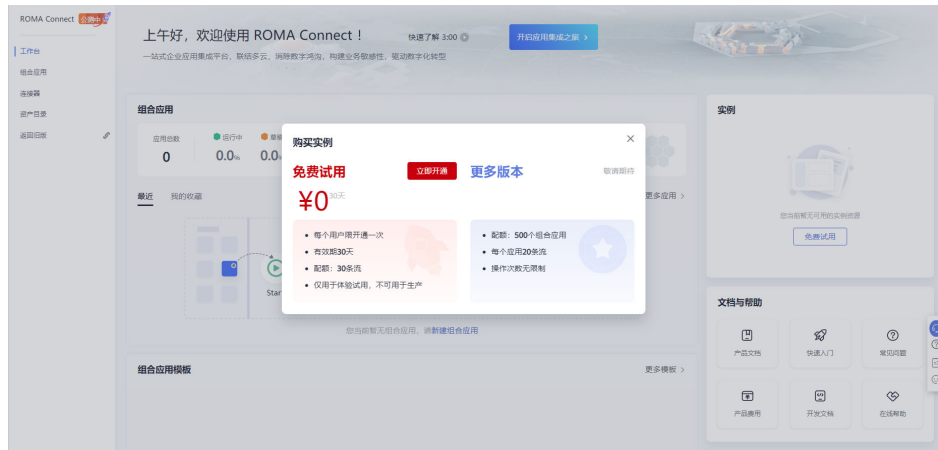 ROMA Connect 公测中
工作台
组合应用
连接器
资产目录
返回旧版
上午好，欢迎使用 ROMA Connect！
快速了解 3:00
开启应用集成之旅 >
一站式企业应用集成平台，联结多云，消除数字鸿沟，构建业务敏感性，驱动数字化转型
组合应用
应用总数
运行中
0
0.0%
0.0
最近
我的收藏
更多应用 >
Star
您当前暂无组合应用，请新建组合应用
组合应用模板
更多模板 >
购买实例
免费试用
立即开通
¥0
30天
• 每个用户限开通一次
• 有效期30天
• 配额：30条流
• 仅用于体验试用，不可用于生产
更多版本
敬请期待
• 配额：500个组合应用
• 每个应用20条流
• 操作次数无限制
实例
您当前暂无可用的实例资源
免费试用
文档与帮助
产品文档
快速入门
常见问题
产品费用
开发文档
在线帮助